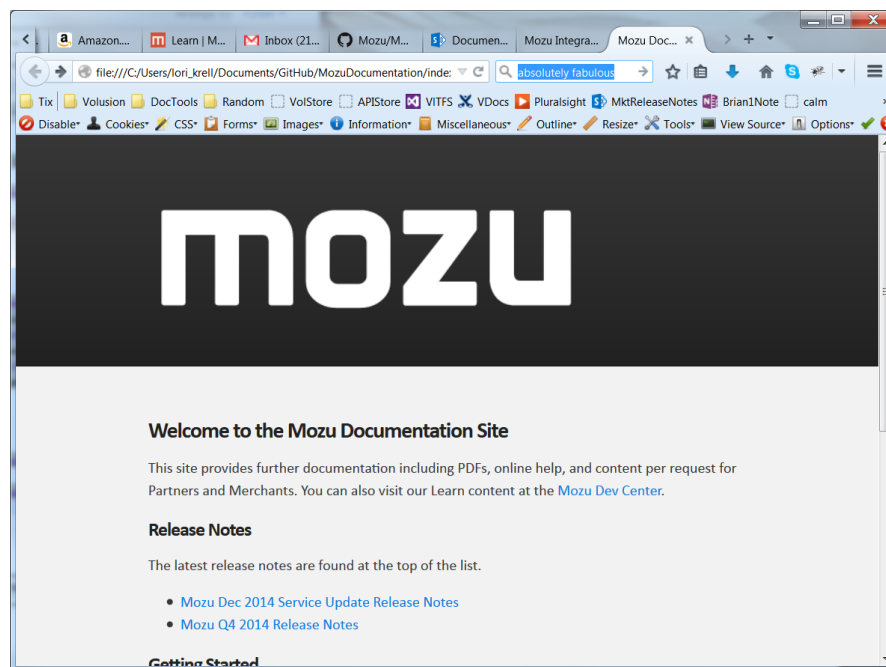 Amazon....
Learn | M...
Inbox (21...
Mozu/M...
Documen...
Mozu Integra...
Mozu Doc...
file:///C:/Users/lori_krell/Documents/GitHub/MozuDocumentation/inde:
absolutely fabulous
Tix Volusion DocTools Random VolStore APIStore VITFS VDocs Pluralsight MktReleaseNotes Brian1Note calm
Disable Cookies CSS Forms Images Information Miscellaneous Outline Resize Tools View Source Options
mozu
Welcome to the Mozu Documentation Site
This site provides further documentation including PDFs, online help, and content per request for
Partners and Merchants. You can also visit our Learn content at the Mozu Dev Center.
Release Notes
The latest release notes are found at the top of the list.
Mozu Dec 2014 Service Update Release Notes
Mozu Q4 2014 Release Notes
Getting Started